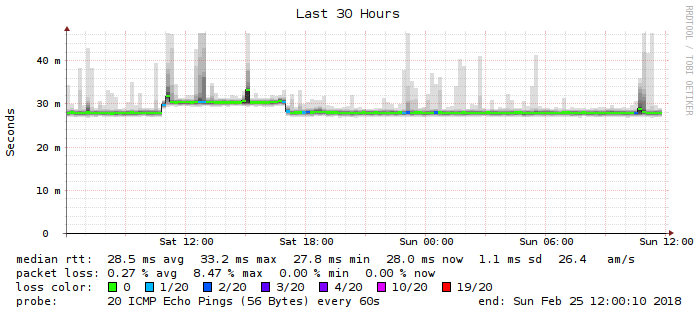 Last 30 Hours
RRDTOOL / TOBI OETIKER
Seconds
40 m
30 m
20 m
10 m
0
Sat 12:00 Sat 18:00 Sun 00:00 Sun 06:00 Sun 12:00
median rtt: 28.5 ms avg 33.2 ms max 27.8 ms min 28.0 ms now 1.1 ms sd 26.4 am/s
packet loss: 0.27 % avg 8.47 % max 0.00 % min 0.00 % now
loss color: 0 1/20 2/20 3/20 4/20 10/20 19/20
probe: 20 ICMP Echo Pings (56 Bytes) every 60s end: Sun Feb 25 12:00:10 2018